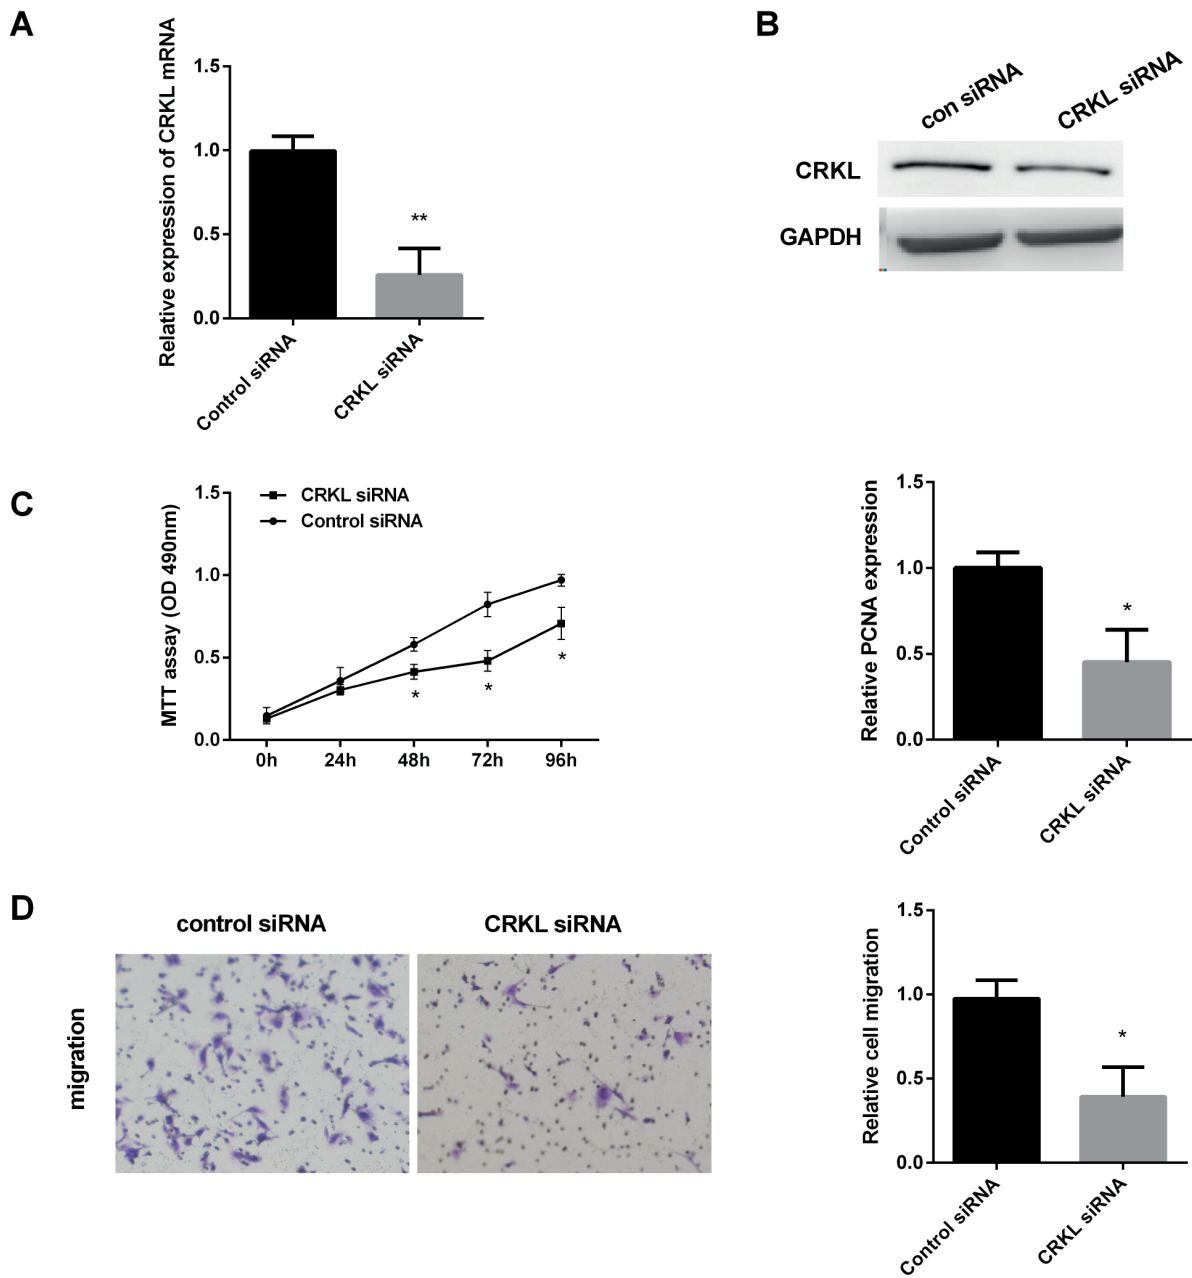 A
Relative expression of CRKL mRNA
1.5
1.0
0.5
0.0
**
Control siRNA
CRKL siRNA
B
con siRNA
CRKL siRNA
CRKL
GAPDH
C
MTT assay (OD 490nm)
1.5
1.0
0.5
0.0
CRKL siRNA
Control siRNA
*
*
*
0h
24h
48h
72h
96h
Relative PCNA expression
1.5
1.0
0.5
0.0
*
Control siRNA
CRKL siRNA
D
control siRNA
CRKL siRNA
migration
Relative cell migration
1.5
1.0
0.5
0.0
*
Control siRNA
CRKL siRNA